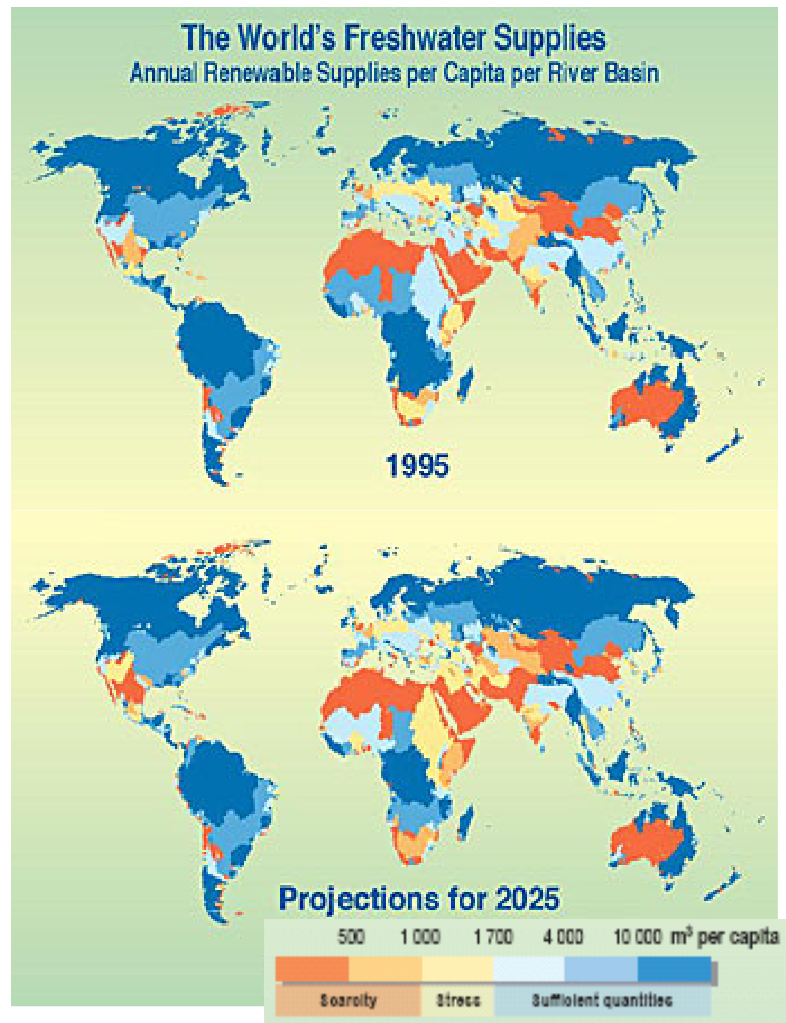 The World's Freshwater Supplies
Annual Renewable Supplies per Capita per River Basin
1995
Projections for 2025
500 1 000 1 700 4 000 10 000 m³ per capita
Scarcity Stress Sufficient quantities